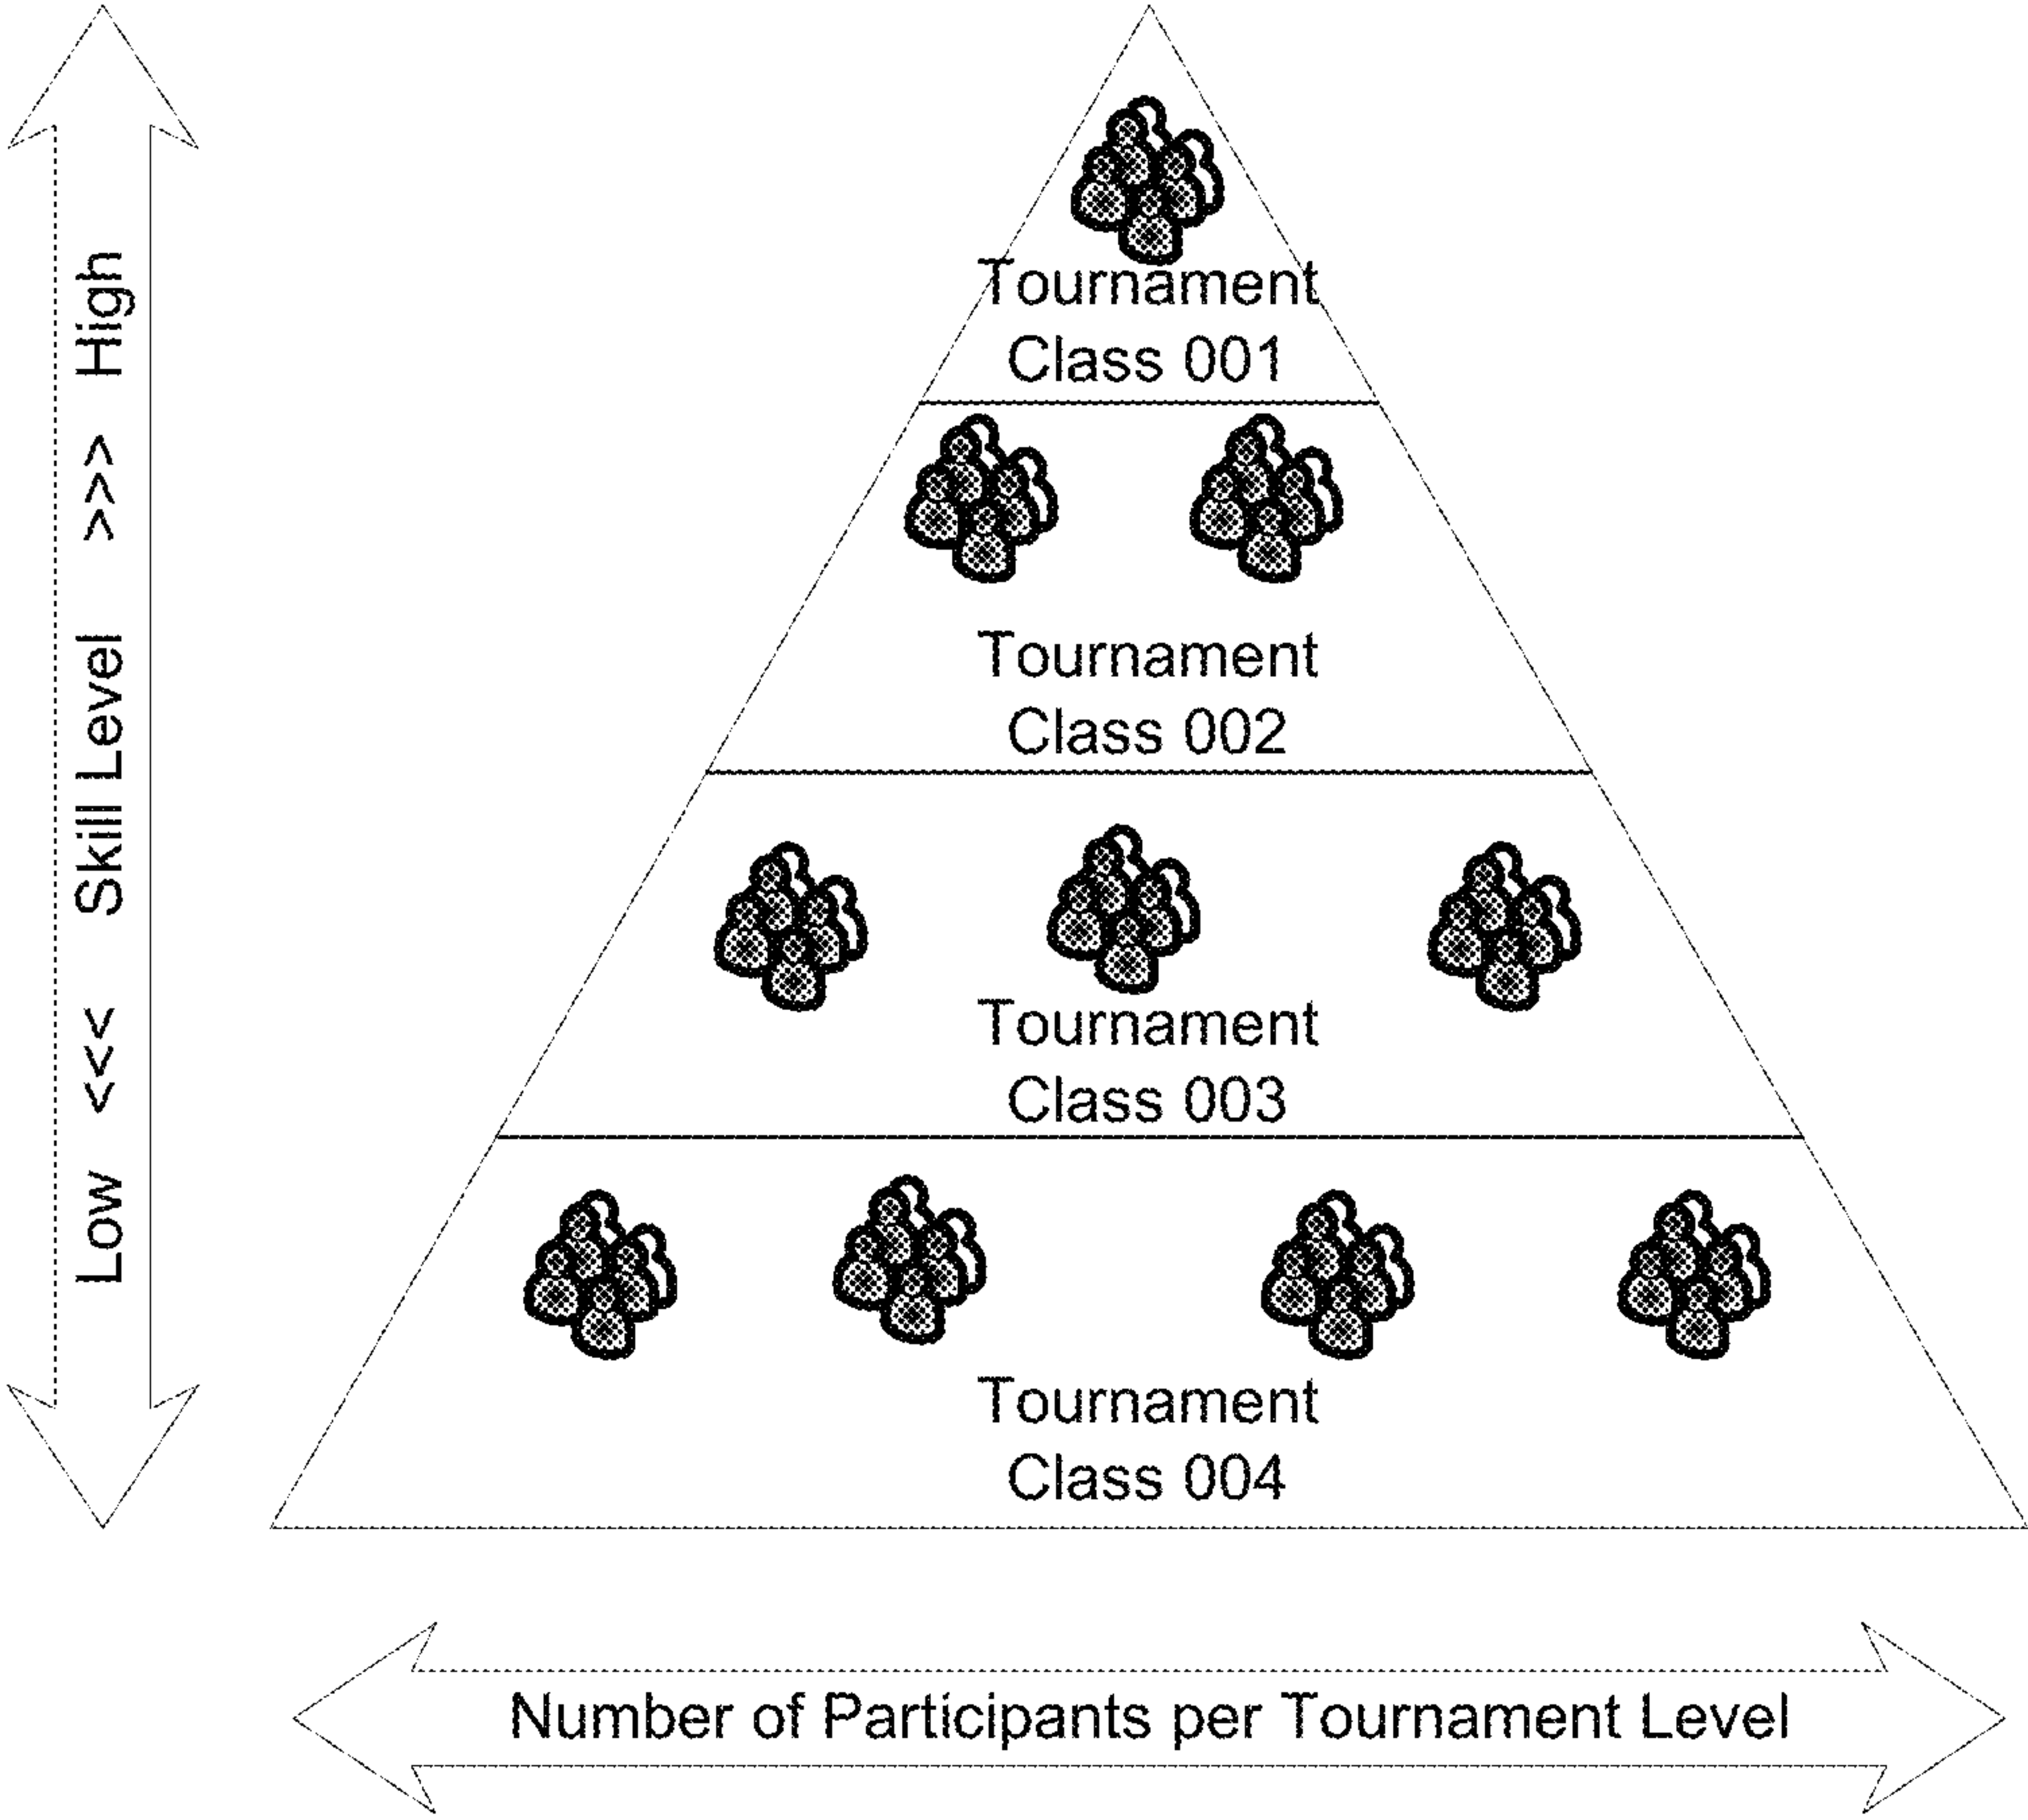 Low <<< Skill Level >>> High
Tournament
Class 001
Tournament
Class 002
Tournament
Class 003
Tournament
Class 004
Number of Participants per Tournament Level